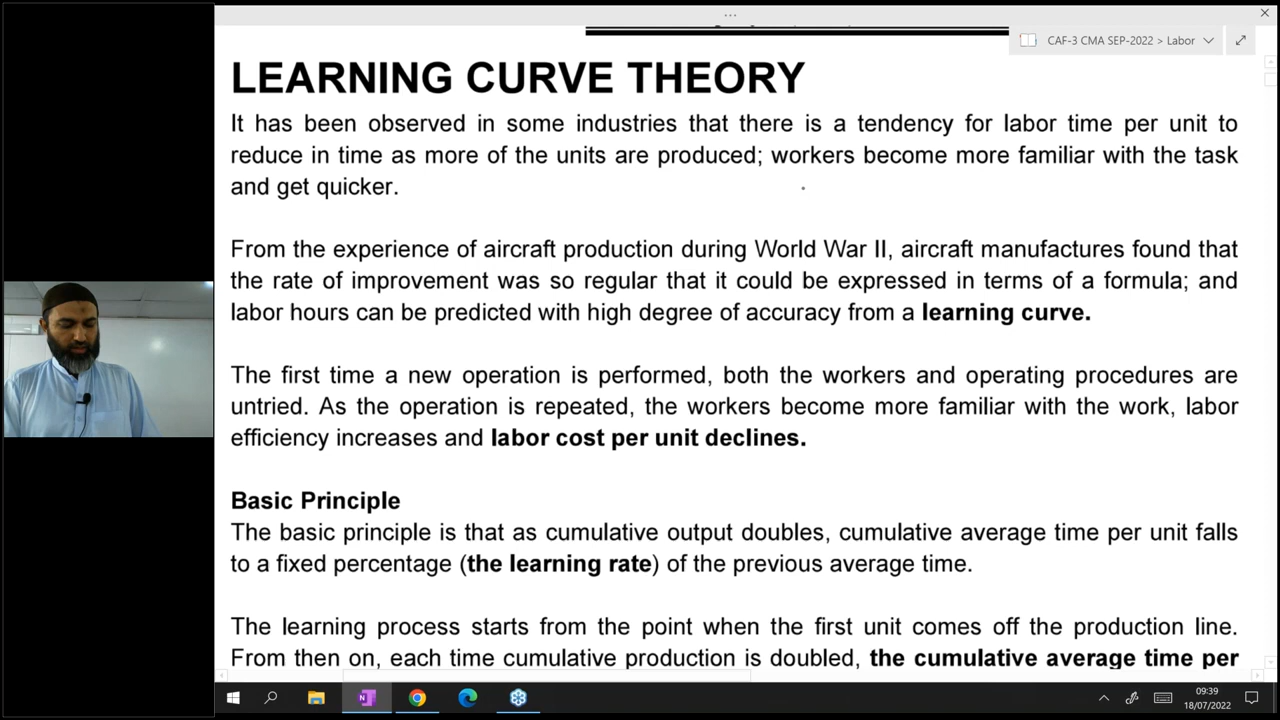 CAF-3 CMA SEP-2022 > Labor
LEARNING CURVE THEORY
It has been observed in some industries that there is a tendency for labor time per unit to
reduce in time as more of the units are produced; workers become more familiar with the task
and get quicker.
From the experience of aircraft production during World War II, aircraft manufactures found that
the rate of improvement was so regular that it could be expressed in terms of a formula; and
labor hours can be predicted with high degree of accuracy from a learning curve.
The first time a new operation is performed, both the workers and operating procedures are
untried. As the operation is repeated, the workers become more familiar with the work, labor
efficiency increases and labor cost per unit declines.
Basic Principle
The basic principle is that as cumulative output doubles, cumulative average time per unit falls
to a fixed percentage (the learning rate) of the previous average time.
The learning process starts from the point when the first unit comes off the production line.
From then on, each time cumulative production is doubled, the cumulative average time per
09:39
18/07/2022